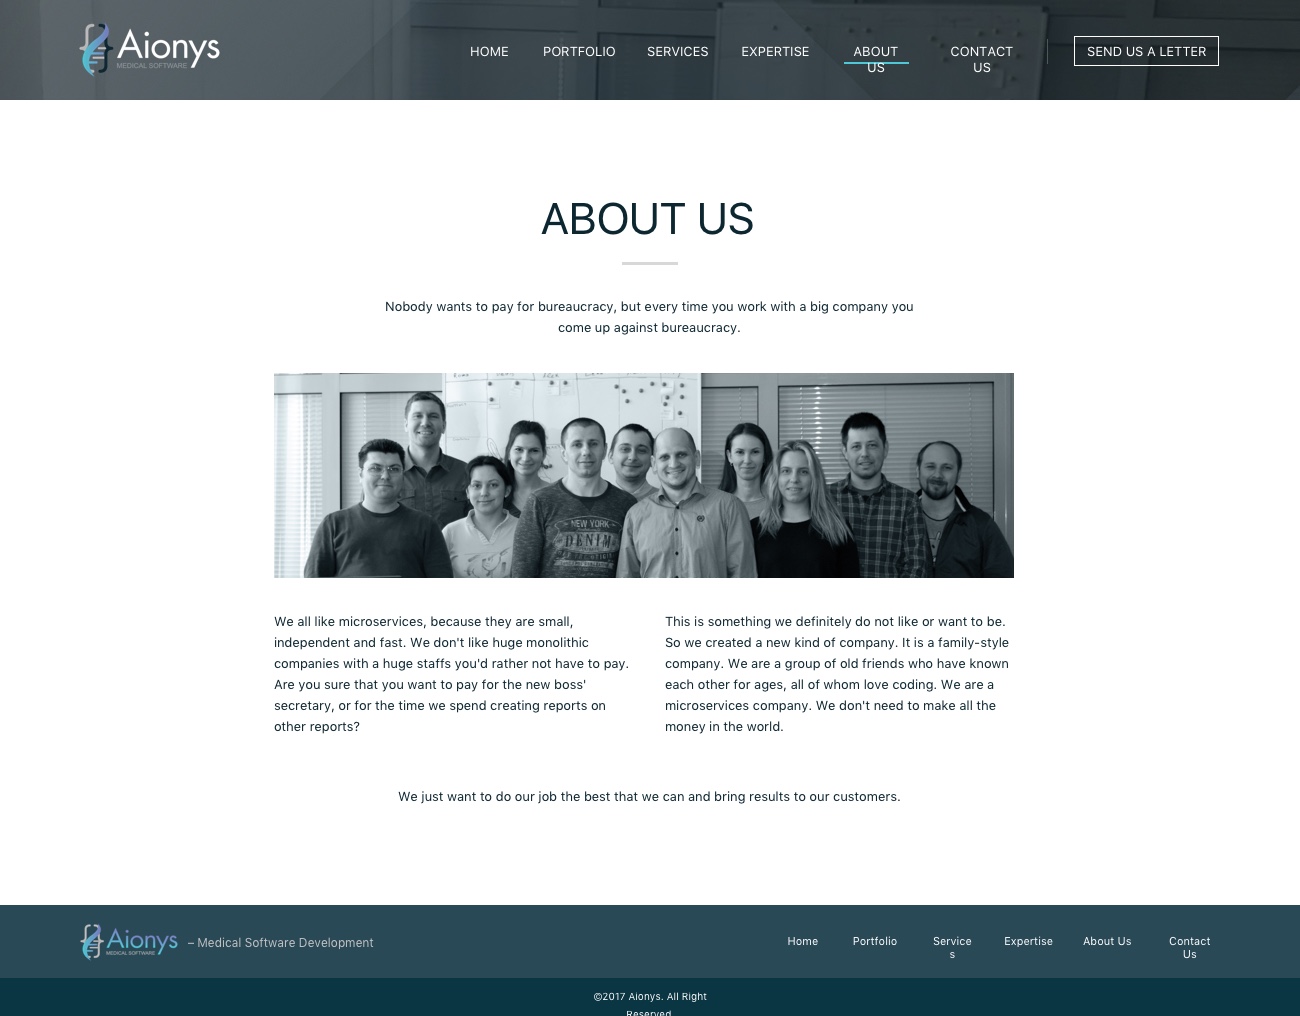 Aionys
MEDICAL SOFTWARE
HOME
PORTFOLIO
SERVICES
EXPERTISE
ABOUT
US
CONTACT
US
SEND US A LETTER
ABOUT US
Nobody wants to pay for bureaucracy, but every time you work with a big company you
come up against bureaucracy.
NEW YORK
DENIM
We all like microservices, because they are small,
independent and fast. We don't like huge monolithic
companies with a huge staffs you'd rather not have to pay.
Are you sure that you want to pay for the new boss'
secretary, or for the time we spend creating reports on
other reports?
This is something we definitely do not like or want to be.
So we created a new kind of company. It is a family-style
company. We are a group of old friends who have known
each other for ages, all of whom love coding. We are a
microservices company. We don't need to make all the
money in the world.
We just want to do our job the best that we can and bring results to our customers.
Aionys
MEDICAL SOFTWARE
– Medical Software Development
Home
Portfolio
Service
s
Expertise
About Us
Contact
Us
©2017 Aionys. All Right
Reserved